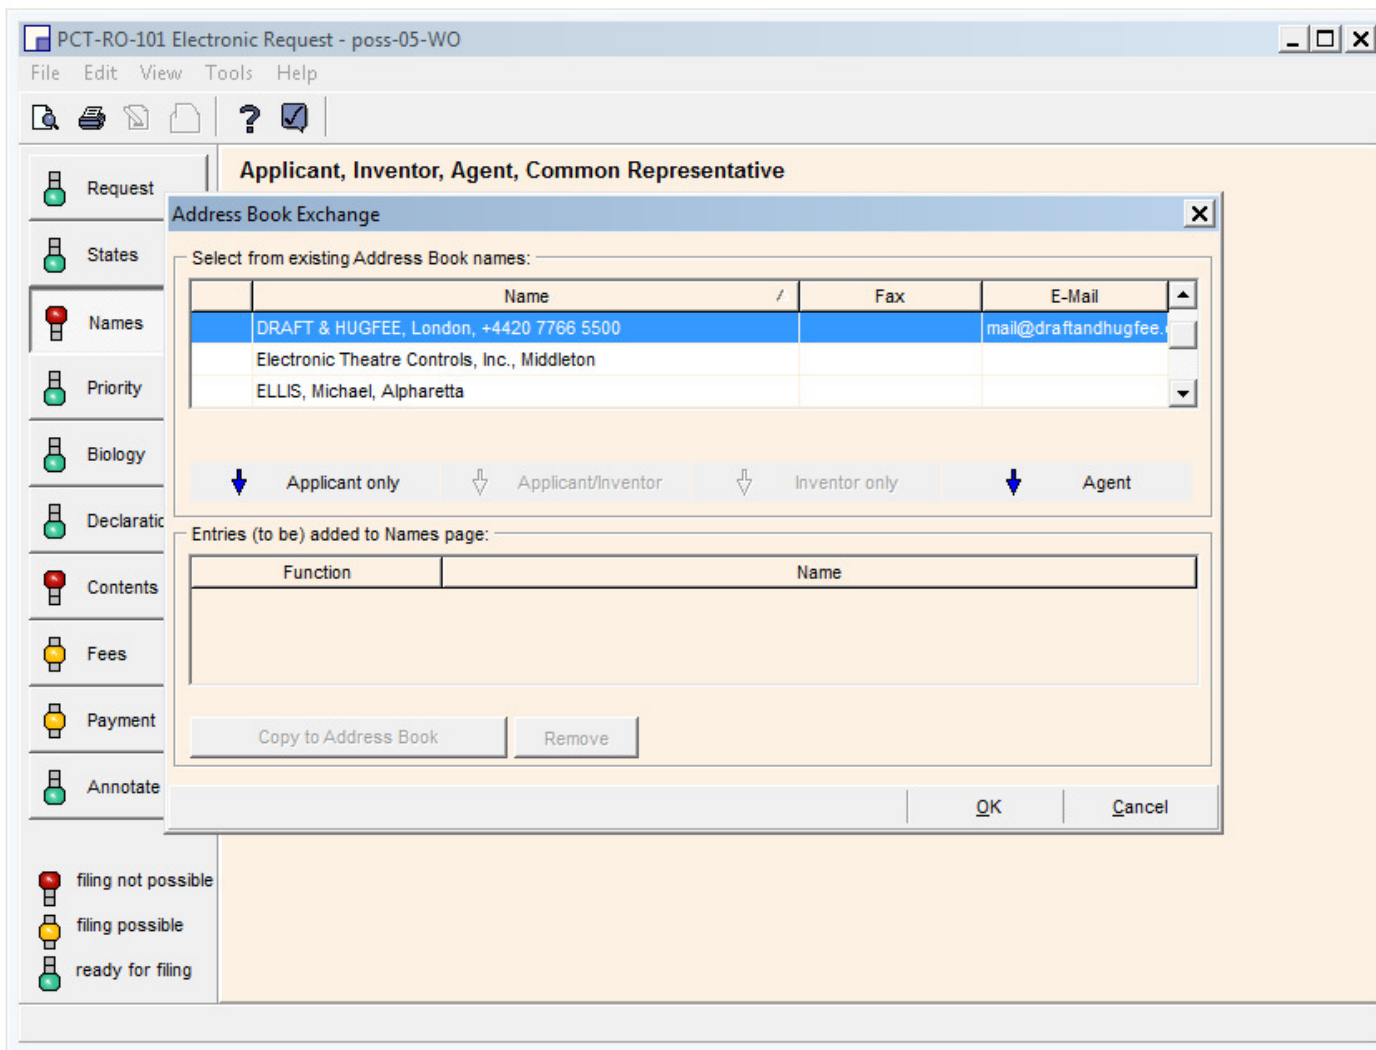 PCT-RO-101 Electronic Request - poss-05-WO
File Edit View Tools Help
Applicant, Inventor, Agent, Common Representative
Request
States
Names
Priority
Biology
Declaratic
Contents
Fees
Payment
Annotate
filing not possible
filing possible
ready for filing
Address Book Exchange
Select from existing Address Book names:
Name Fax E-Mail
DRAFT & HUGFEE, London, +4420 7766 5500 mail@draftandhugfee.
Electronic Theatre Controls, Inc., Middleton
ELLIS, Michael, Alpharetta
Applicant only Applicant/Inventor Inventor only Agent
Entries (to be) added to Names page:
Function Name
Copy to Address Book Remove
OK Cancel